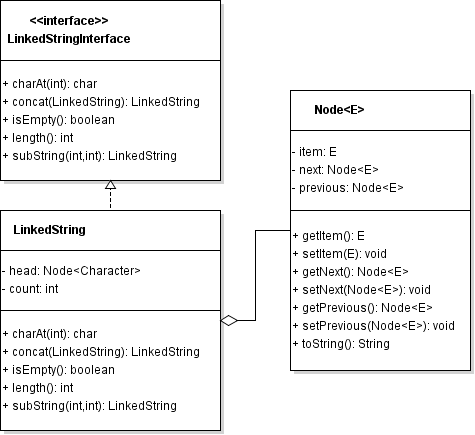 <<interface>>
LinkedStringInterface
+ charAt(int): char
+ concat(LinkedString): LinkedString
+ isEmpty(): boolean
+ length(): int
+ subString(int,int): LinkedString
LinkedString
- head: Node<Character>
- count: int
+ charAt(int): char
+ concat(LinkedString): LinkedString
+ isEmpty(): boolean
+ length(): int
+ subString(int,int): LinkedString
Node<E>
- item: E
- next: Node<E>
- previous: Node<E>
+ getItem(): E
+ setItem(E): void
+ getNext(): Node<E>
+ setNext(Node<E>): void
+ getPrevious(): Node<E>
+ setPrevious(Node<E>): void
+ toString(): String